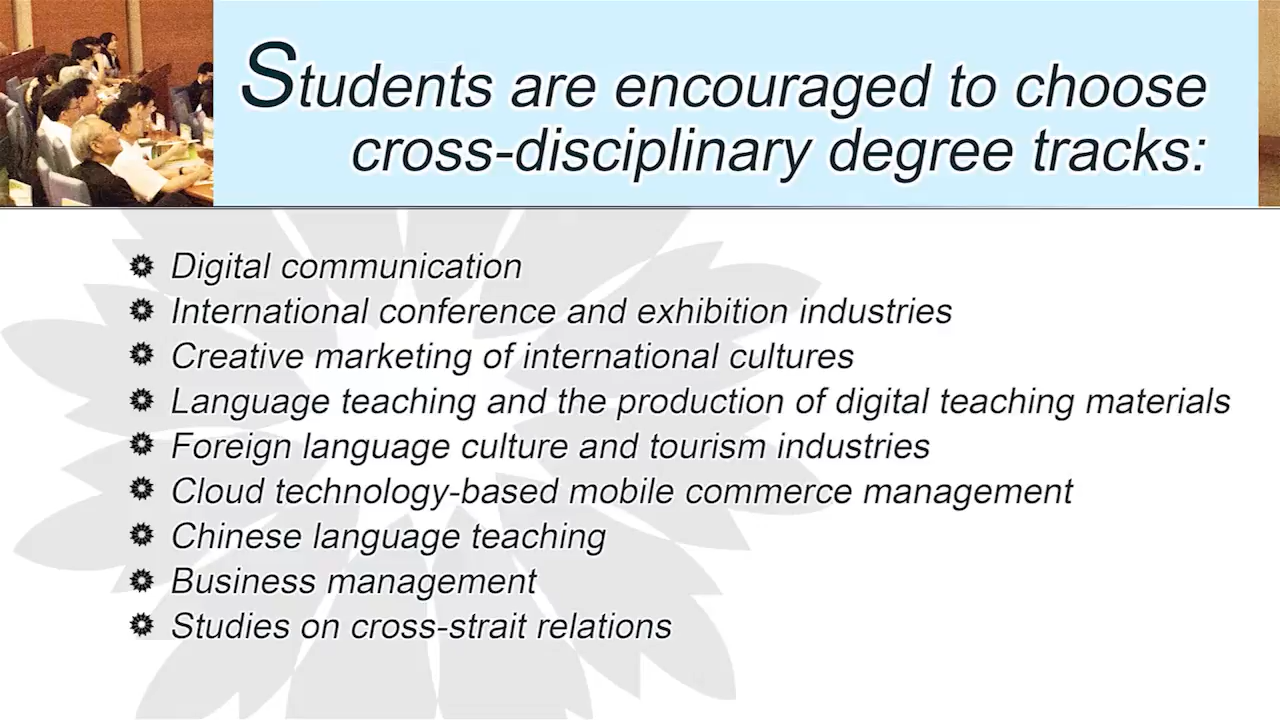 Students are encouraged to choose
cross-disciplinary degree tracks:
Digital communication
International conference and exhibition industries
Creative marketing of international cultures
Language teaching and the production of digital teaching materials
Foreign language culture and tourism industries
Cloud technology-based mobile commerce management
Chinese language teaching
Business management
Studies on cross-strait relations